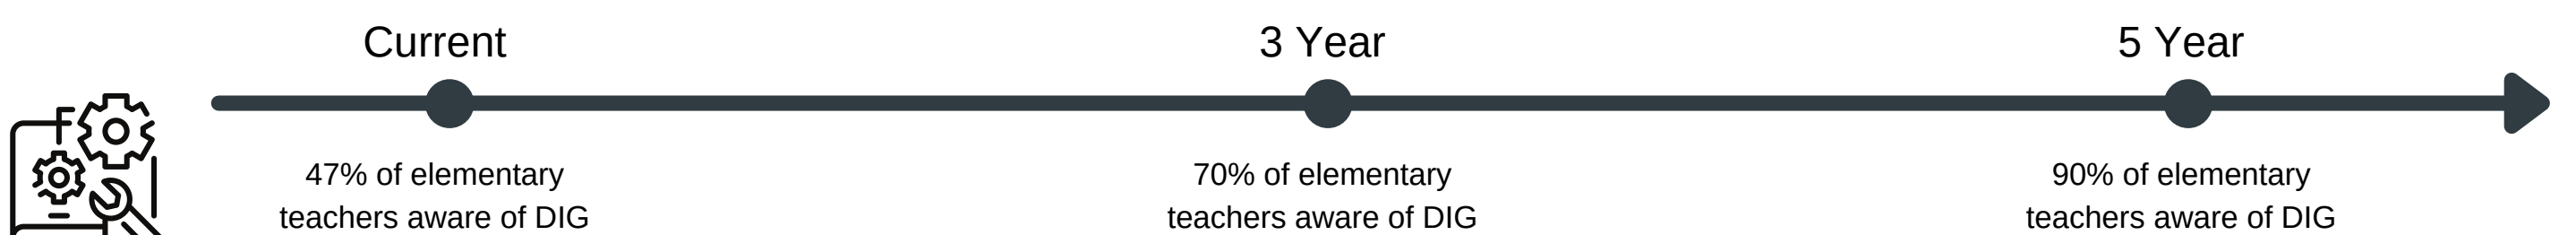 Current
3 Year
5 Year
47% of elementary
teachers aware of DIG
70% of elementary
teachers aware of DIG
90% of elementary
teachers aware of DIG